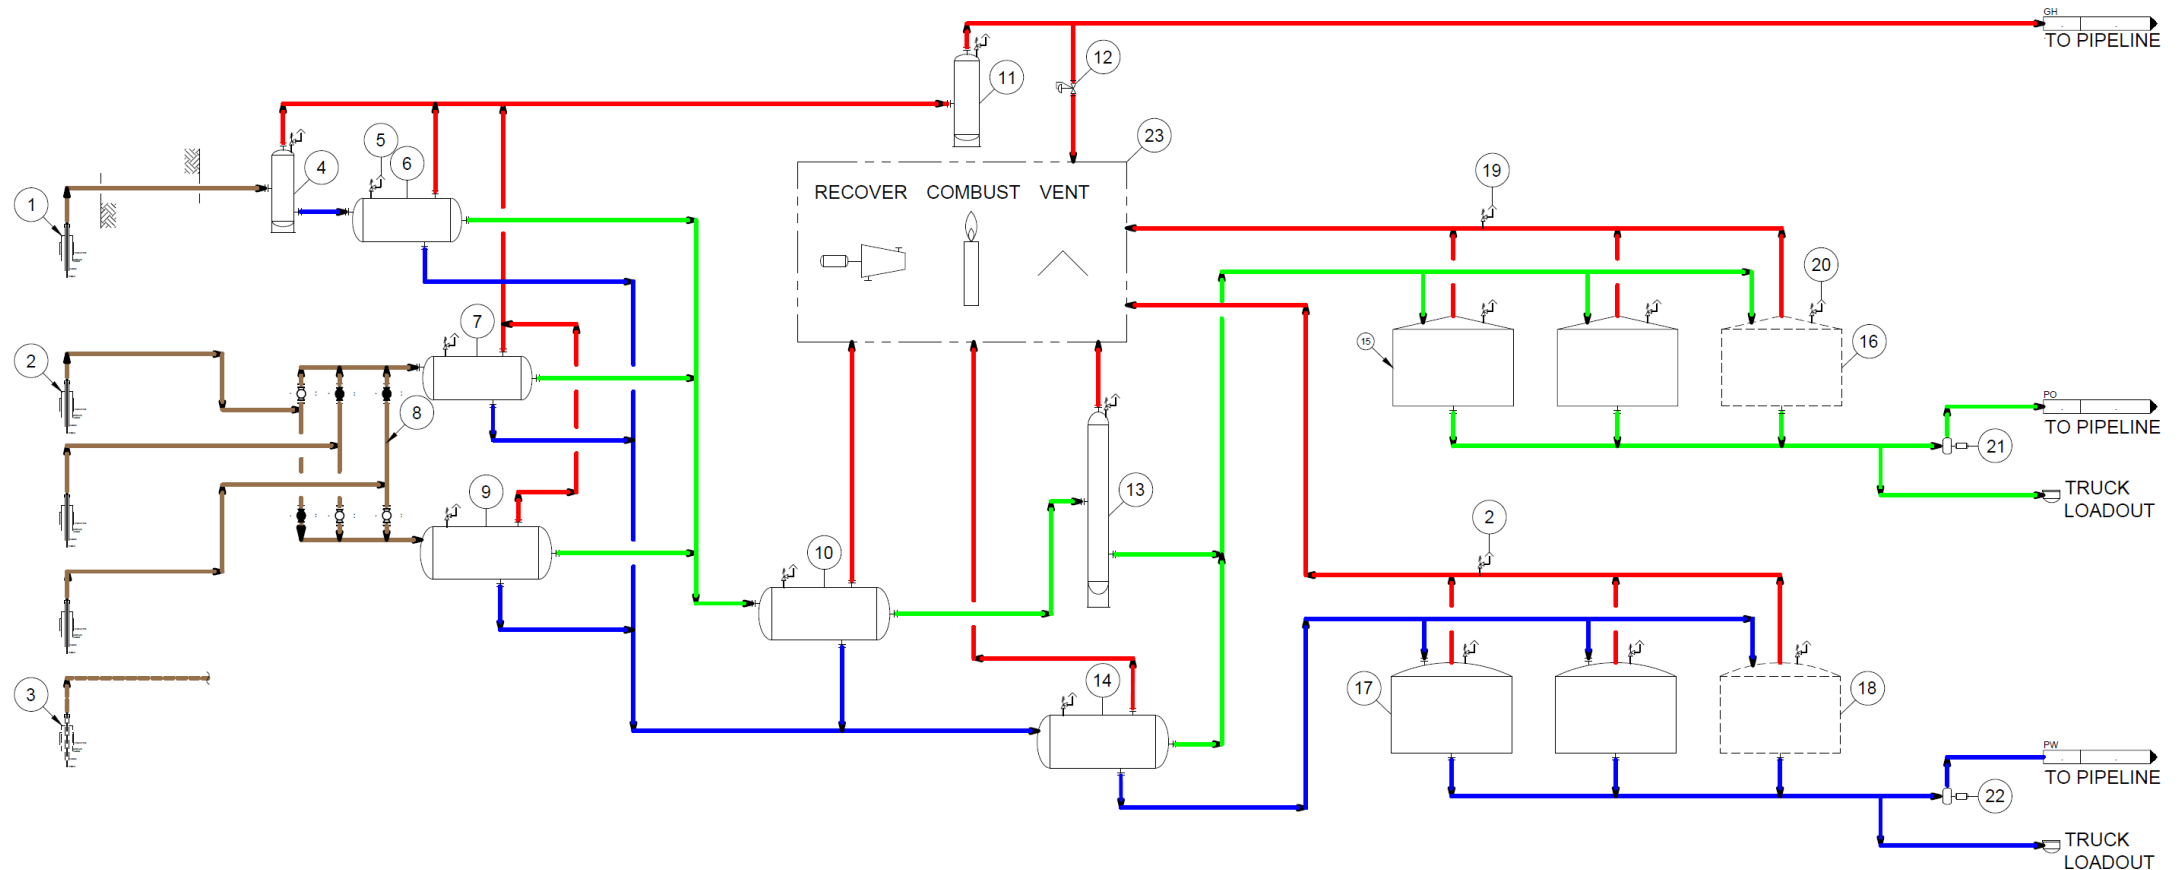 GH
TO PIPELINE
12
11
23
5
6
4
RECOVER COMBUST VENT
19
1
20
7
15
16
2
8
PO
TO PIPELINE
21
9
13
TRUCK
LOADOUT
2
10
14
3
17
18
PW
TO PIPELINE
22
TRUCK
LOADOUT